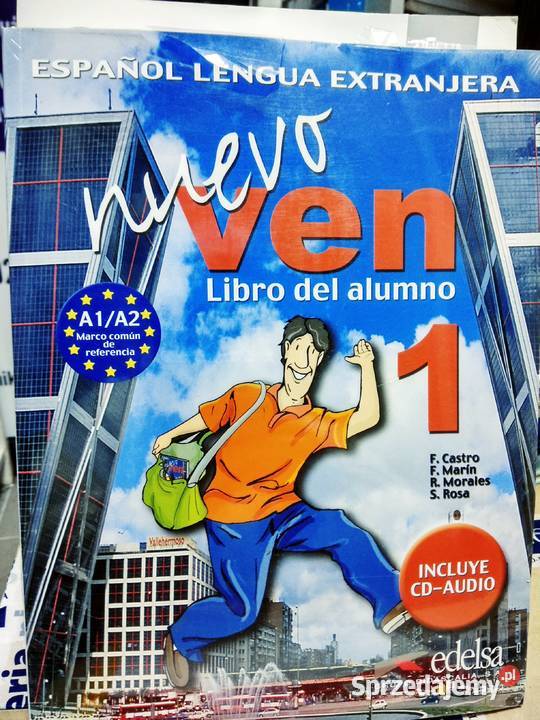 ESPAÑOL LENGUA EXTRANJERA
nuevo
ven
Libro del alumno
1
A1/A2
Marco común
de
referencia
F. Castro
F. Marín
R. Morales
S. Rosa
Vallehermoso
INCLUYE
CD-AUDIO
edelsa
Sprzedajemy.pl